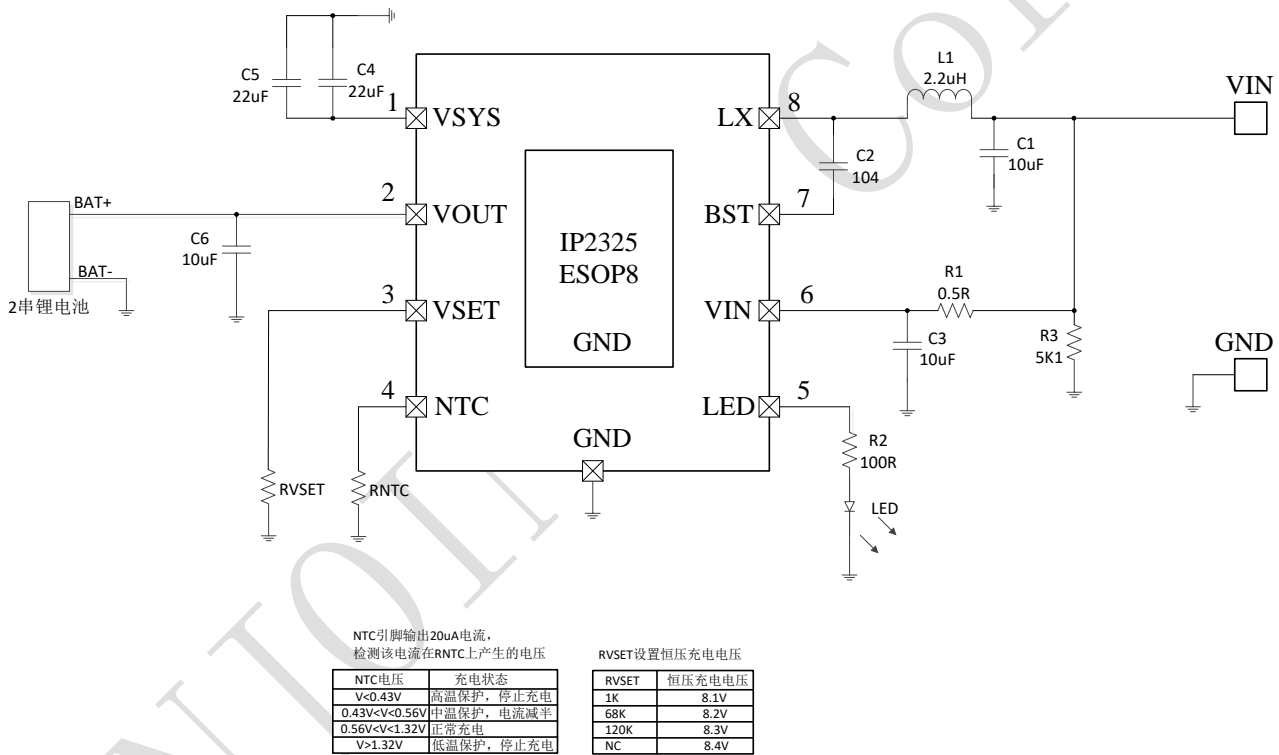 C5
22uF
C4
22uF
1
VSYS
2
VOUT
3
VSET
4
NTC
BAT+
BAT-
C6
10uF
2串锂电池
RVSET
RNTC
IP2325
ESOP8
GND
GND
LX
8
BST
7
VIN
6
LED
5
L1
2.2uH
C2
104
C1
10uF
VIN
R1
0.5R
C3
10uF
R3
5K1
GND
R2
100R
LED
NTC引脚输出20uA电流,
检测该电流在RNTC上产生的电压
NTC电压 充电状态
V<0.43V 高温保护，停止充电
0.43V<V<0.56V 中温保护，电流减半
0.56V<V<1.32V 正常充电
V>1.32V 低温保护，停止充电
RVSET设置恒压充电电压
RVSET 恒压充电电压
1K 8.1V
68K 8.2V
120K 8.3V
NC 8.4V